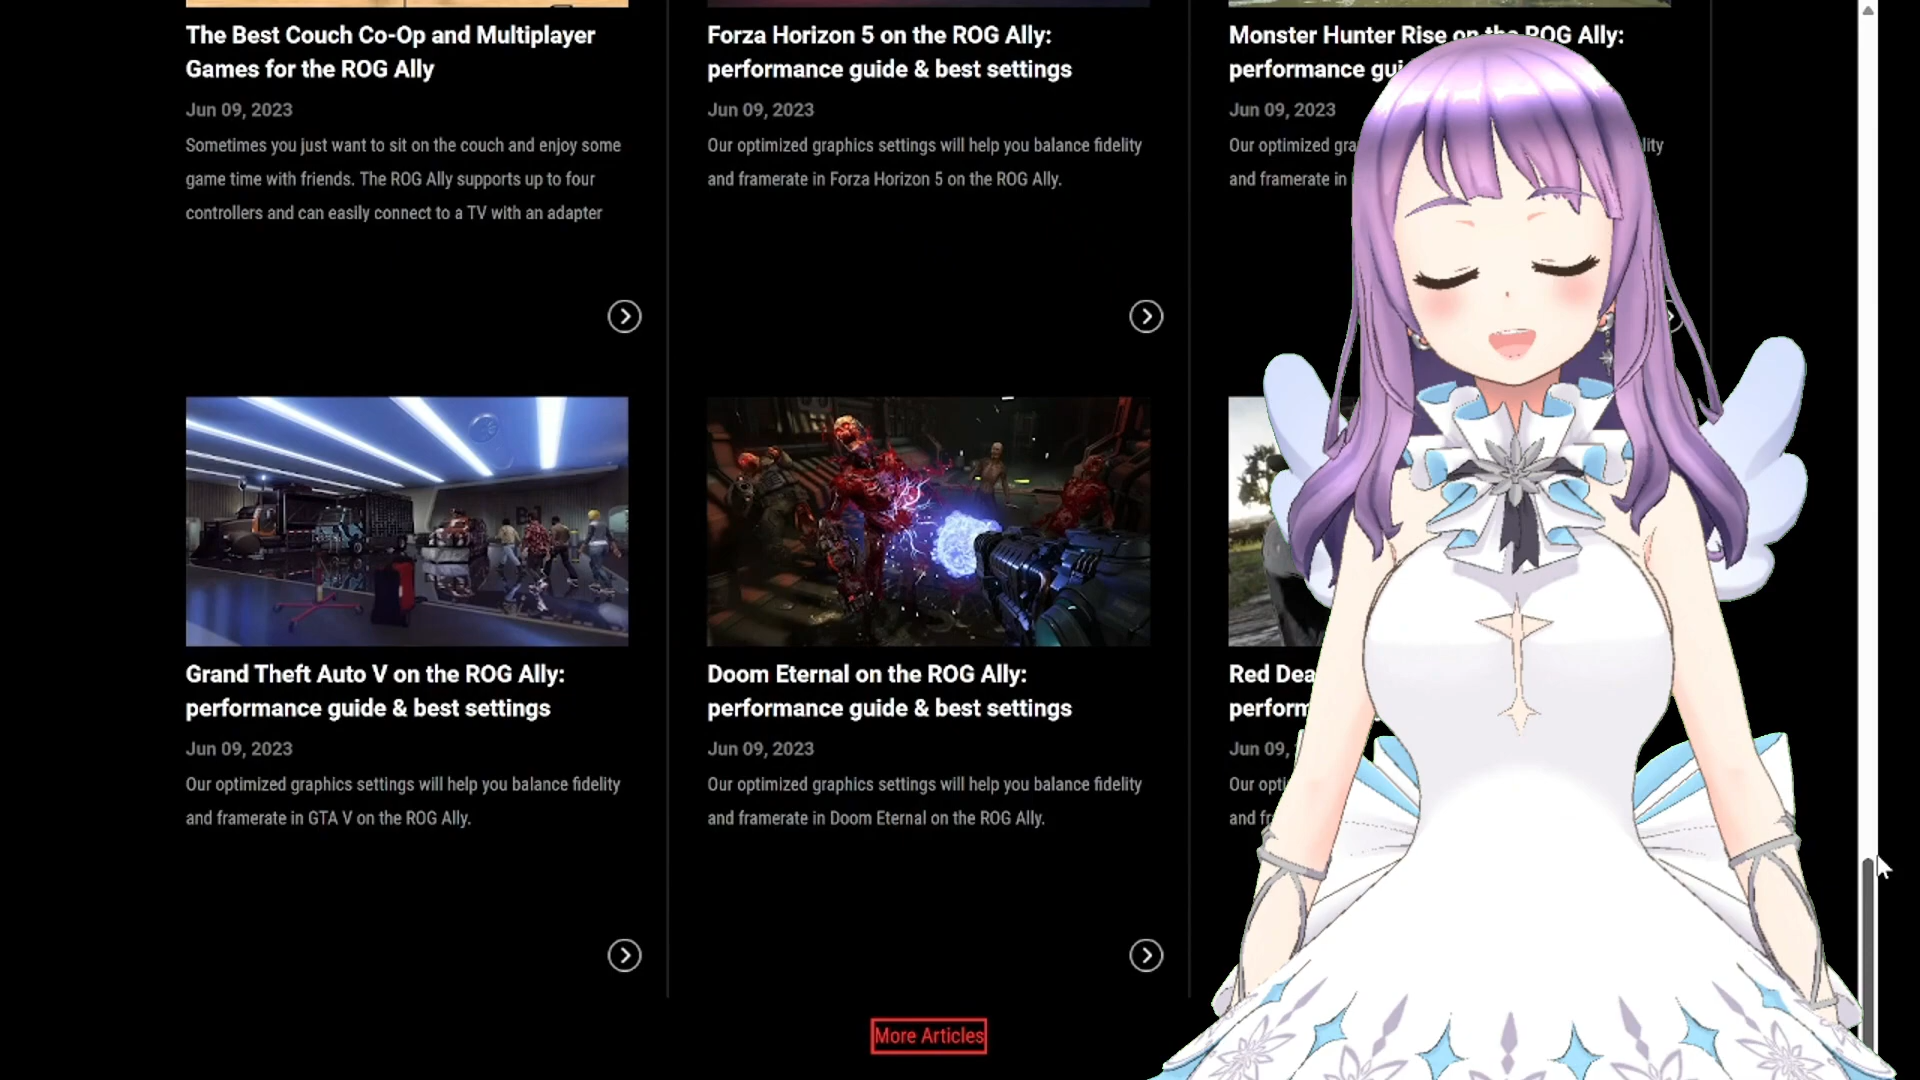 The Best Couch Co-Op and Multiplayer
Games for the ROG Ally
Jun 09, 2023
Sometimes you just want to sit on the couch and enjoy some
game time with friends. The ROG Ally supports up to four
controllers and can easily connect to a TV with an adapter
Forza Horizon 5 on the ROG Ally:
performance guide & best settings
Jun 09, 2023
Our optimized graphics settings will help you balance fidelity
and framerate in Forza Horizon 5 on the ROG Ally.
Monster Hunter Rise on the ROG Ally:
performance gui
Jun 09, 2023
Our optimized gra
and framerate in
Grand Theft Auto V on the ROG Ally:
performance guide & best settings
Jun 09, 2023
Our optimized graphics settings will help you balance fidelity
and framerate in GTA V on the ROG Ally.
Doom Eternal on the ROG Ally:
performance guide & best settings
Jun 09, 2023
Our optimized graphics settings will help you balance fidelity
and framerate in Doom Eternal on the ROG Ally.
Red Dea
perform
Jun 09,
Our opti
and fr
More Articles